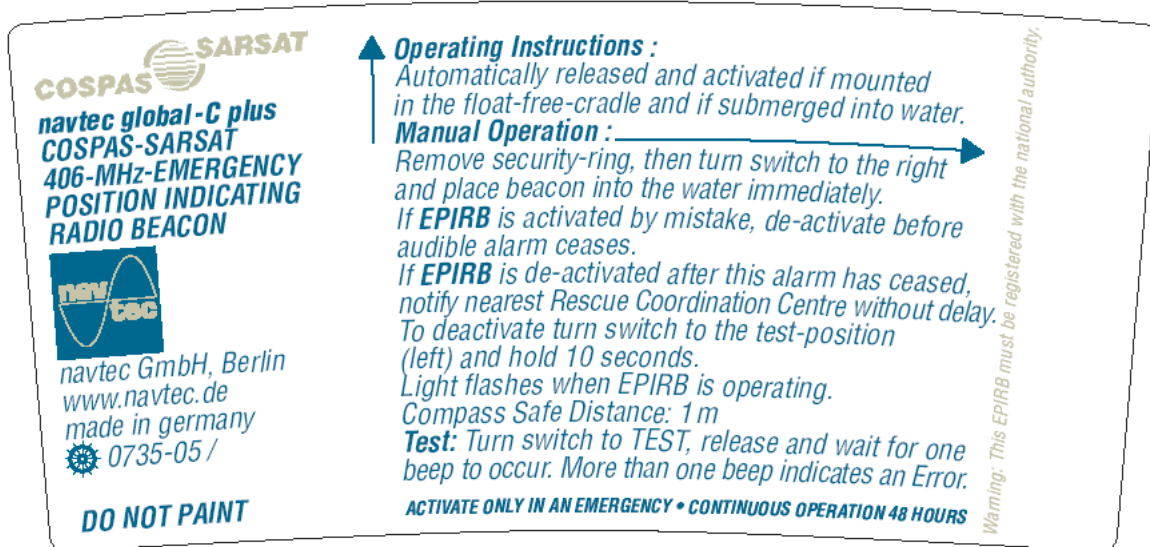 COSPAS SARSAT
navtec global-C plus
COSPAS-SARSAT
406-MHz-EMERGENCY
POSITION INDICATING
RADIO BEACON
nav
tec
navtec GmbH, Berlin
www.navtec.de
made in germany
0735-05 /
DO NOT PAINT
Operating Instructions :
Automatically released and activated if mounted
in the float-free-cradle and if submerged into water.
Manual Operation :
Remove security-ring, then turn switch to the right
and place beacon into the water immediately.
If EPIRB is activated by mistake, de-activate before
audible alarm ceases.
If EPIRB is de-activated after this alarm has ceased,
notify nearest Rescue Coordination Centre without delay.
To deactivate turn switch to the test-position
(left) and hold 10 seconds.
Light flashes when EPIRB is operating.
Compass Safe Distance: 1 m
Test: Turn switch to TEST, release and wait for one
beep to occur. More than one beep indicates an Error.
ACTIVATE ONLY IN AN EMERGENCY • CONTINUOUS OPERATION 48 HOURS
Warning: This EPIRB must be registered with the national authority.